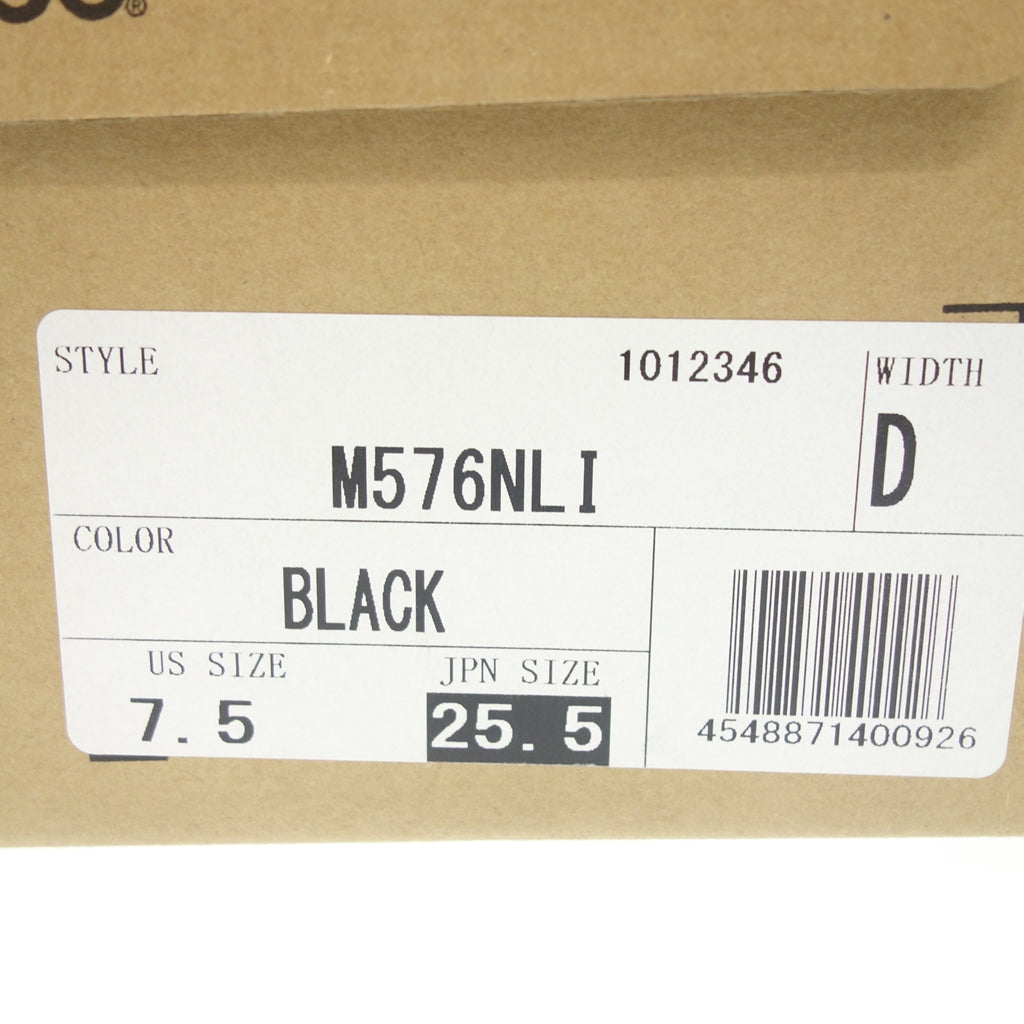 ®
STYLE 1012346 WIDTH
M576NLI D
COLOR
BLACK
US SIZE JPN SIZE
7.5 25.5
4548871400926